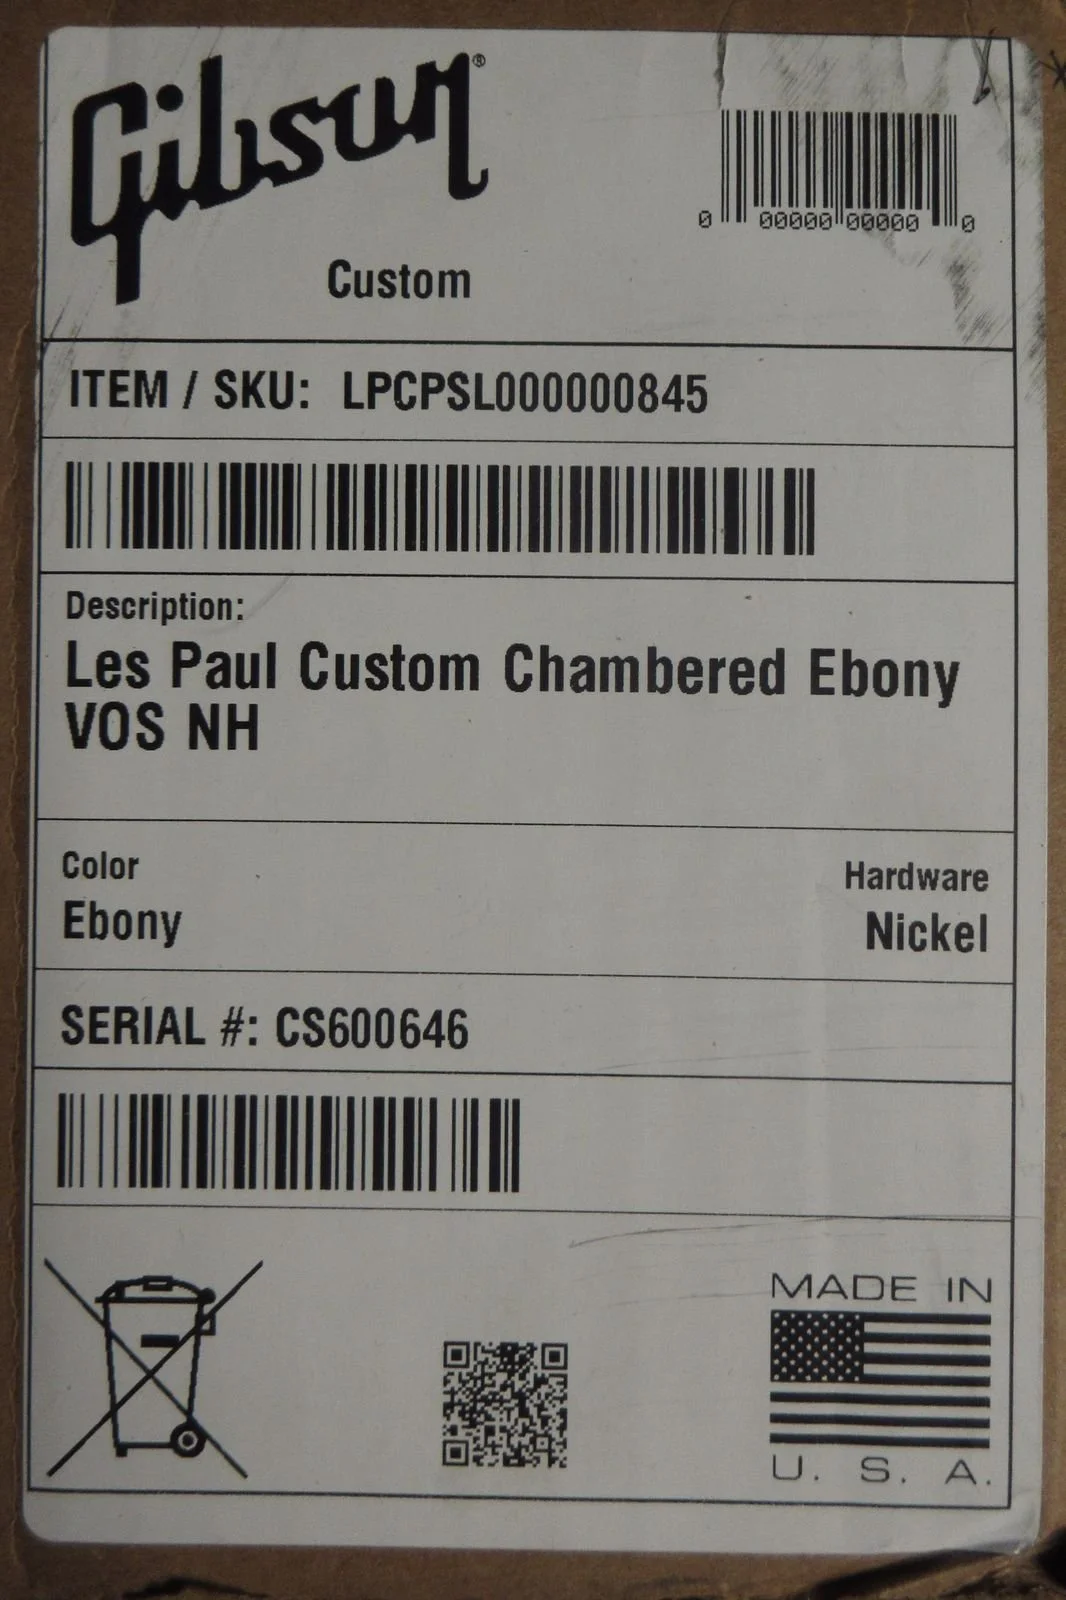 Gibson®
Custom
0 00000 00000 0
ITEM / SKU: LPCPSL000000845
Description:
Les Paul Custom Chambered Ebony
VOS NH
Color
Ebony
Hardware
Nickel
SERIAL #: CS600646
MADE IN
U. S. A.